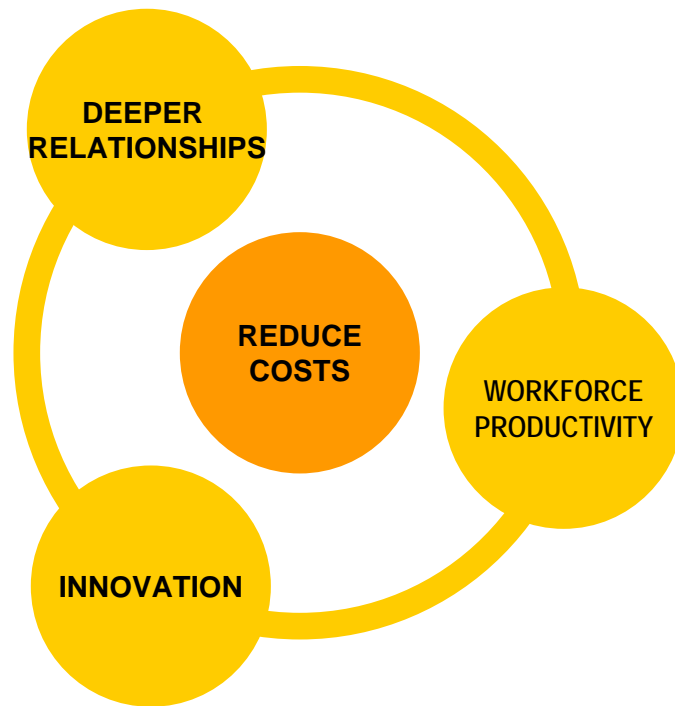 DEEPER
RELATIONSHIPS
REDUCE
COSTS
WORKFORCE
PRODUCTIVITY
INNOVATION